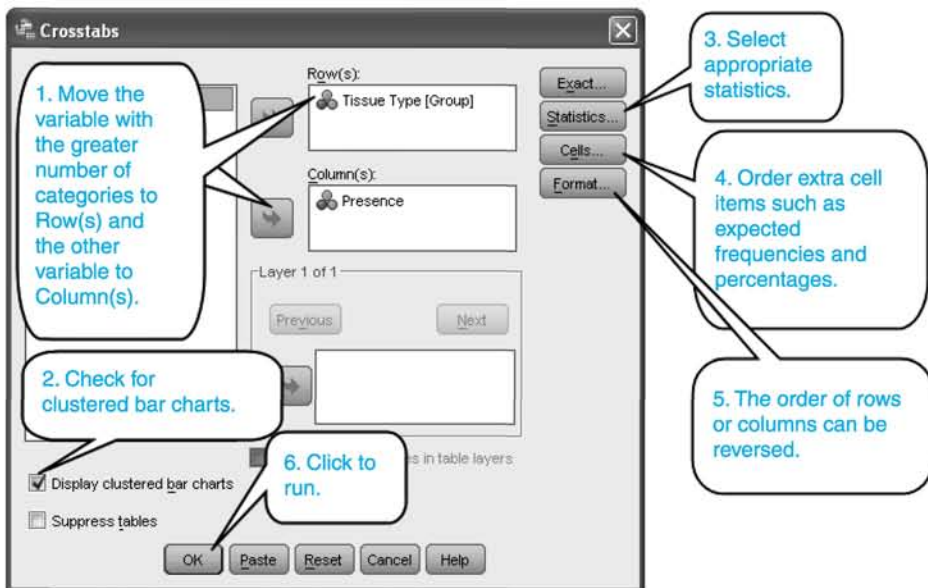 Crosstabs
1. Move the
variable with
the greater
number of
categories to
Row(s) and
the other
variable to
Column(s).
Row(s):
Tissue Type [Group]
Column(s):
Presence
Layer 1 of 1
Previous
Next
Exact...
Statistics...
Cells...
Format...
3. Select
appropriate
statistics.
4. Order extra cell
items such as
expected
frequencies and
percentages.
5. The order of rows
or columns can be
reversed.
2. Check for
clustered bar charts.
6. Click to
run.
in table layers
Display clustered bar charts
Suppress tables
OK
Paste
Reset
Cancel
Help